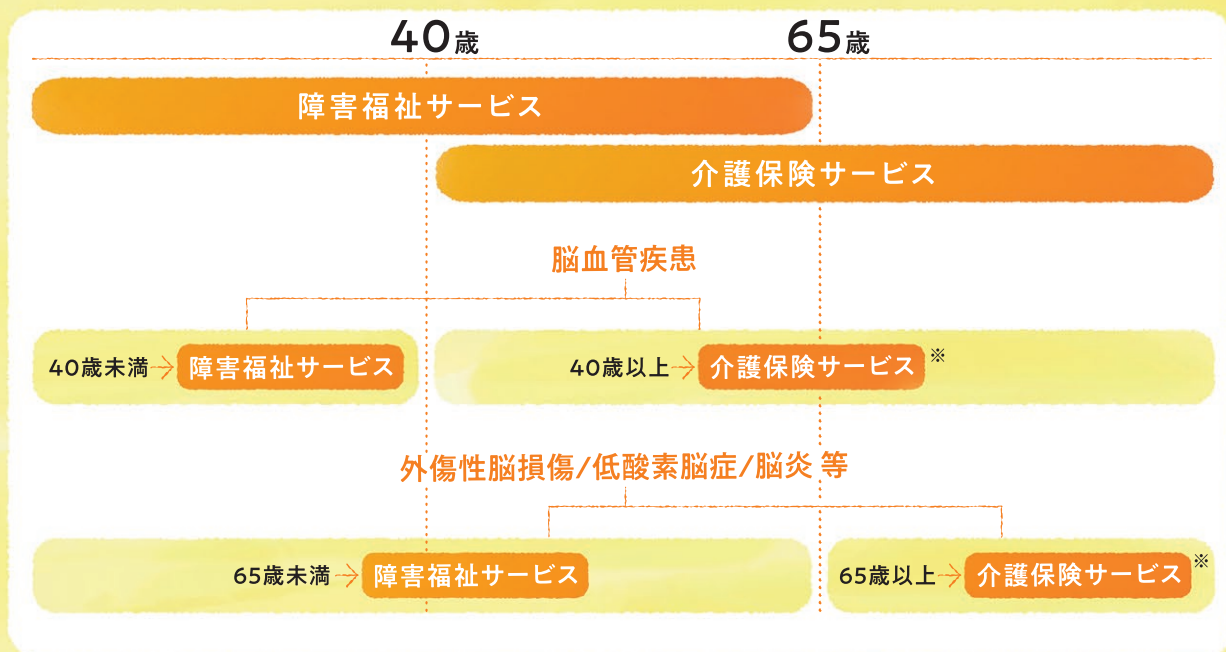 40歳 65歳
障害福祉サービス
介護保険サービス
脳血管疾患
40歳未満→障害福祉サービス 40歳以上→介護保険サービス※
外傷性脳損傷/低酸素脳症/脳炎 等
65歳未満→障害福祉サービス 65歳以上→介護保険サービス※